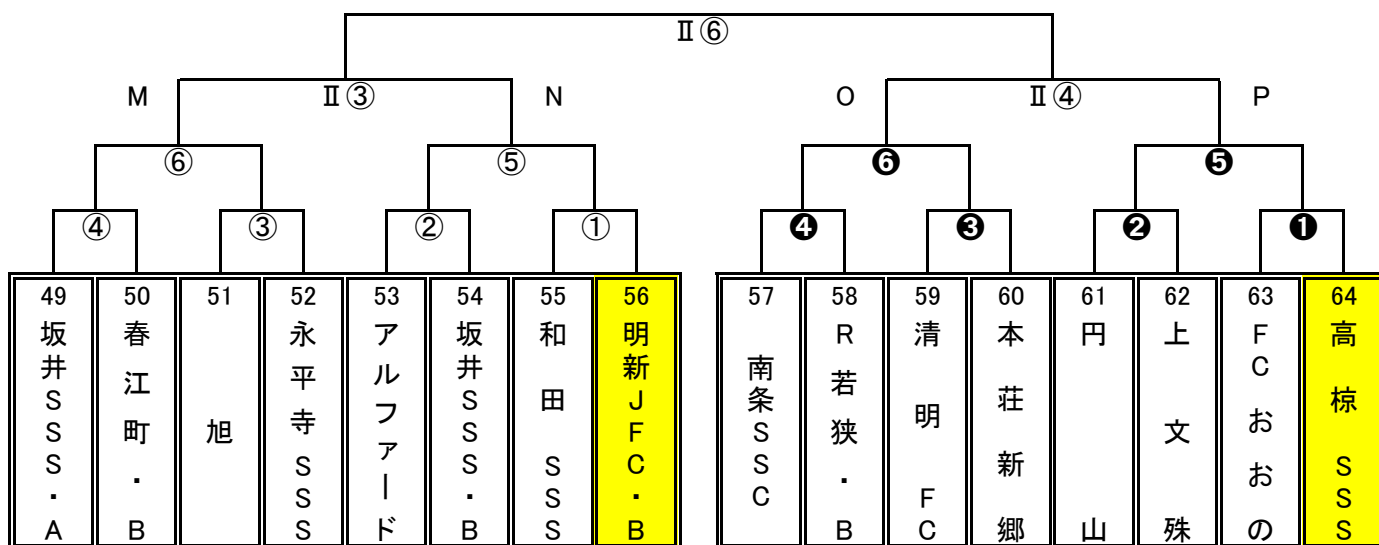 Ⅱ⑥
M Ⅱ③ N O Ⅱ④ P
⑥ ⑤ ❻ ❺
④ ③ ② ① ❹ ❸ ❷ ❶
49 50 51 52 53 54 55 56 57 58 59 60 61 62 63 64
坂井SSS・A
春江町・B
旭
永平寺SSS
アルファード
坂井SSS・B
和田SSS
明新JFC・B
南条SSC
R若狭・B
清明FC
本荘新郷
円山
上文殊
FCおおの
高椋SSS